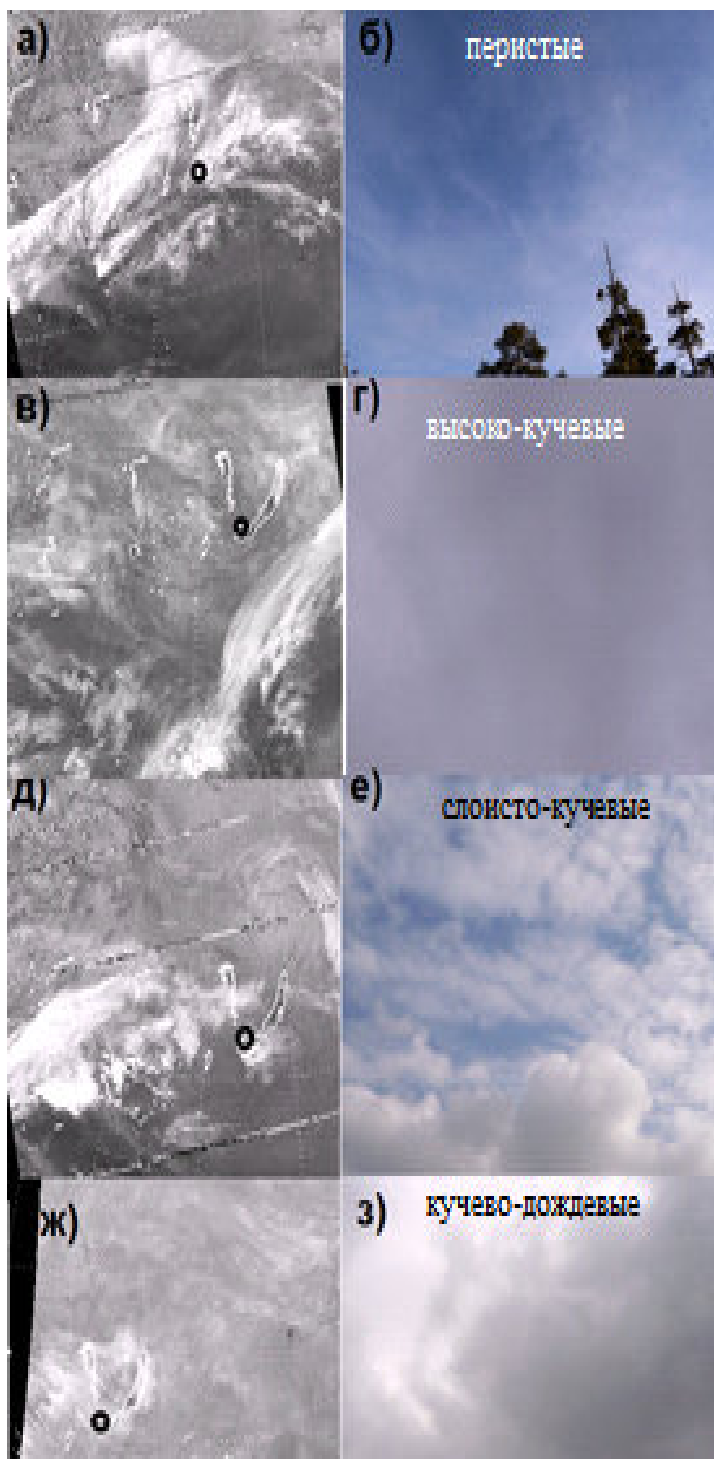 а)
б)
перистые
в)
г)
высоко-кучевые
д)
е)
слоисто-кучевые
ж)
з)
кучево-дождевые